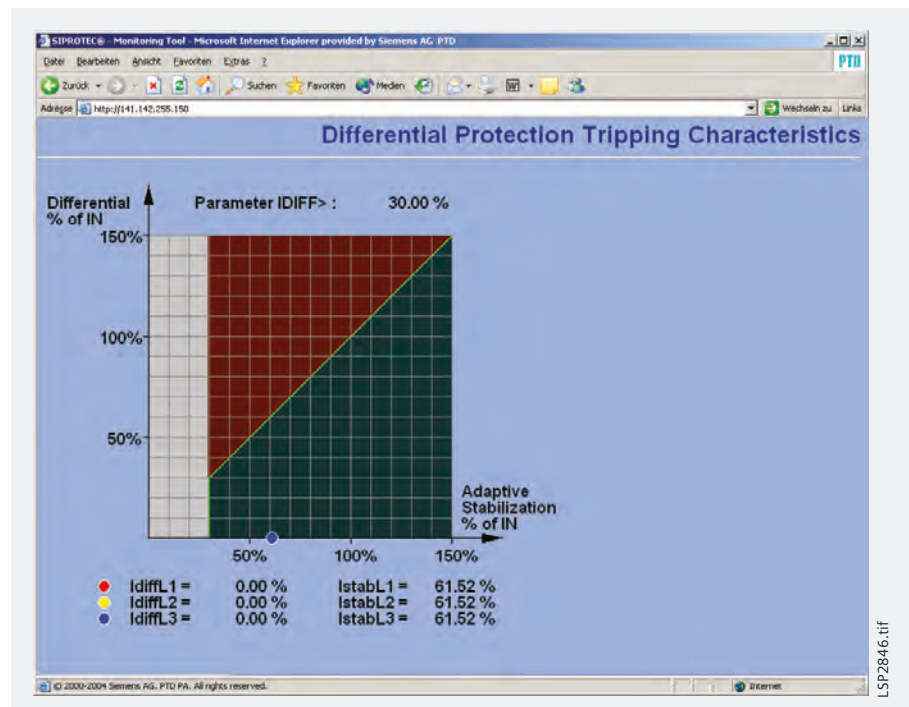 SIPROTEC® - Monitoring Tool - Microsoft Internet Explorer provided by Siemens AG PTD
Datei Bearbeiten Ansicht Favoriten Extras ?
PTD
Zurück Suchen Favoriten Medien
Adresse http://141.142.255.150 Wechseln zu Links
Differential Protection Tripping Characteristics
Differential
% of IN
Parameter IDIFF> : 30.00 %
150%
100%
50%
Adaptive
Stabilization
% of IN
50% 100% 150%
IdiffL1 = 0.00 % IstabL1 = 61.52 %
IdiffL2 = 0.00 % IstabL2 = 61.52 %
IdiffL3 = 0.00 % IstabL3 = 61.52 %
© 2000-2004 Siemens AG. PTD PA. All rights reserved. Internet
LSP2846.tif